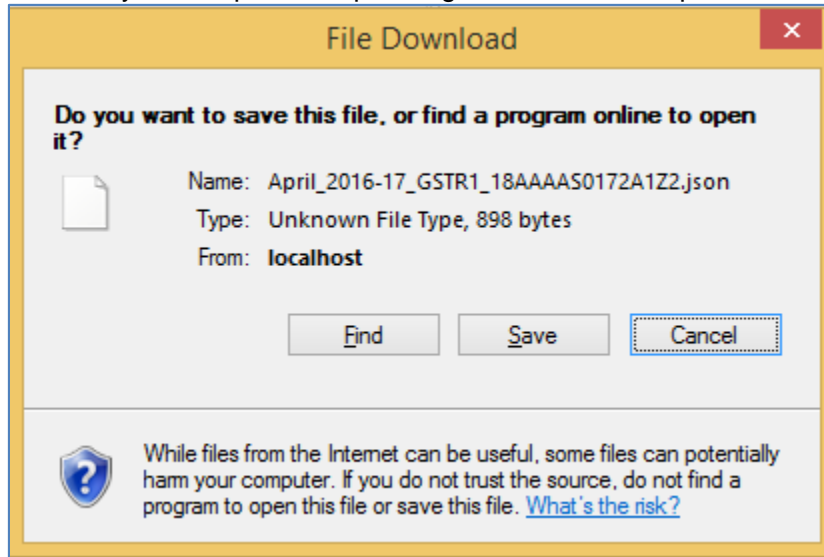 File Download
Do you want to save this file, or find a program online to open
it?
Name: April_2016-17_GSTR1_18AAAAS0172A1Z2.json
Type: Unknown File Type, 898 bytes
From: localhost
Find Save Cancel
While files from the Internet can be useful, some files can potentially
harm your computer. If you do not trust the source, do not find a
program to open this file or save this file. What's the risk?